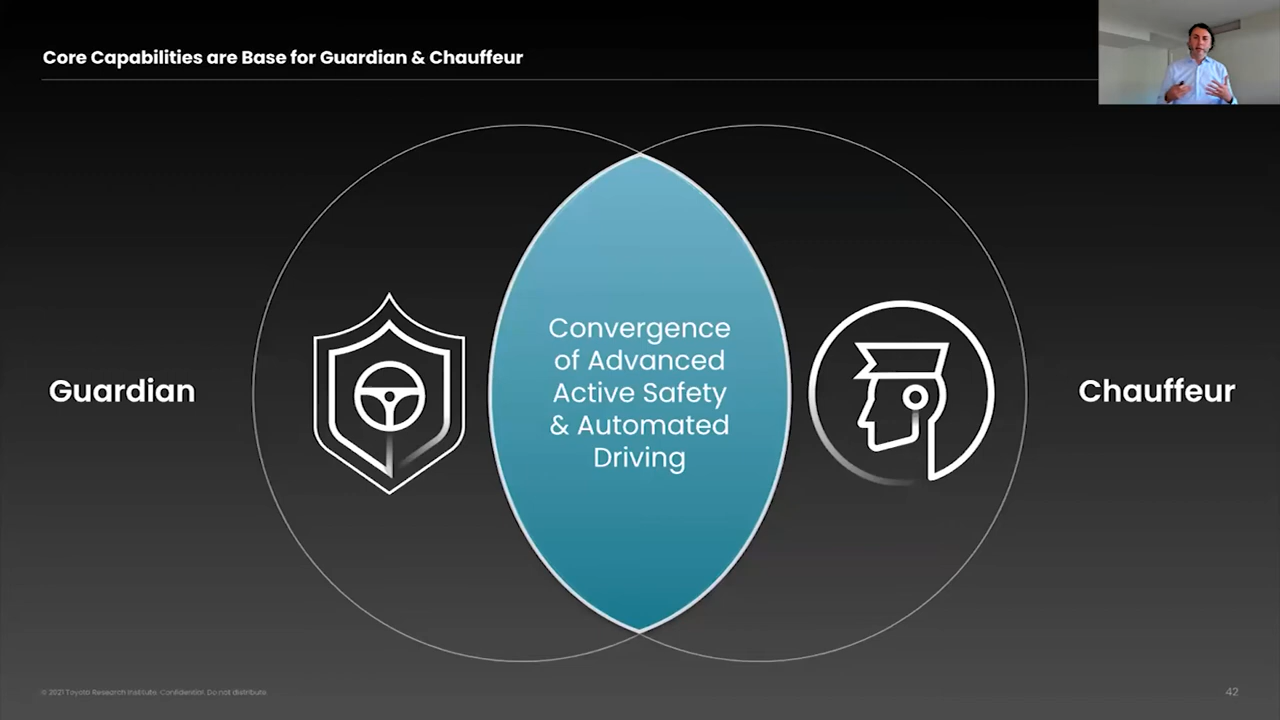 Core Capabilities are Base for Guardian & Chauffeur
Guardian
Convergence
of Advanced
Active Safety
& Automated
Driving
Chauffeur
© 2021 Toyota Research Institute. Confidential. Do not distribute.
42